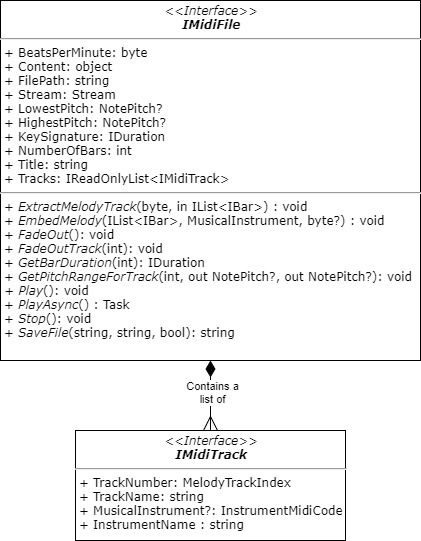 <<Interface>>
IMidiFile
+ BeatsPerMinute: byte
+ Content: object
+ FilePath: string
+ Stream: Stream
+ LowestPitch: NotePitch?
+ HighestPitch: NotePitch?
+ KeySignature: IDuration
+ NumberOfBars: int
+ Title: string
+ Tracks: IReadOnlyList<IMidiTrack>
+ ExtractMelodyTrack(byte, in IList<IBar>) : void
+ EmbedMelody(IList<IBar>, MusicalInstrument, byte?) : void
+ FadeOut(): void
+ FadeOutTrack(int): void
+ GetBarDuration(int): IDuration
+ GetPitchRangeForTrack(int, out NotePitch?, out NotePitch?): void
+ Play(): void
+ PlayAsync() : Task
+ Stop(): void
+ SaveFile(string, string, bool): string
Contains a
list of
<<Interface>>
IMidiTrack
+ TrackNumber: MelodyTrackIndex
+ TrackName: string
+ MusicalInstrument?: InstrumentMidiCode
+ InstrumentName : string